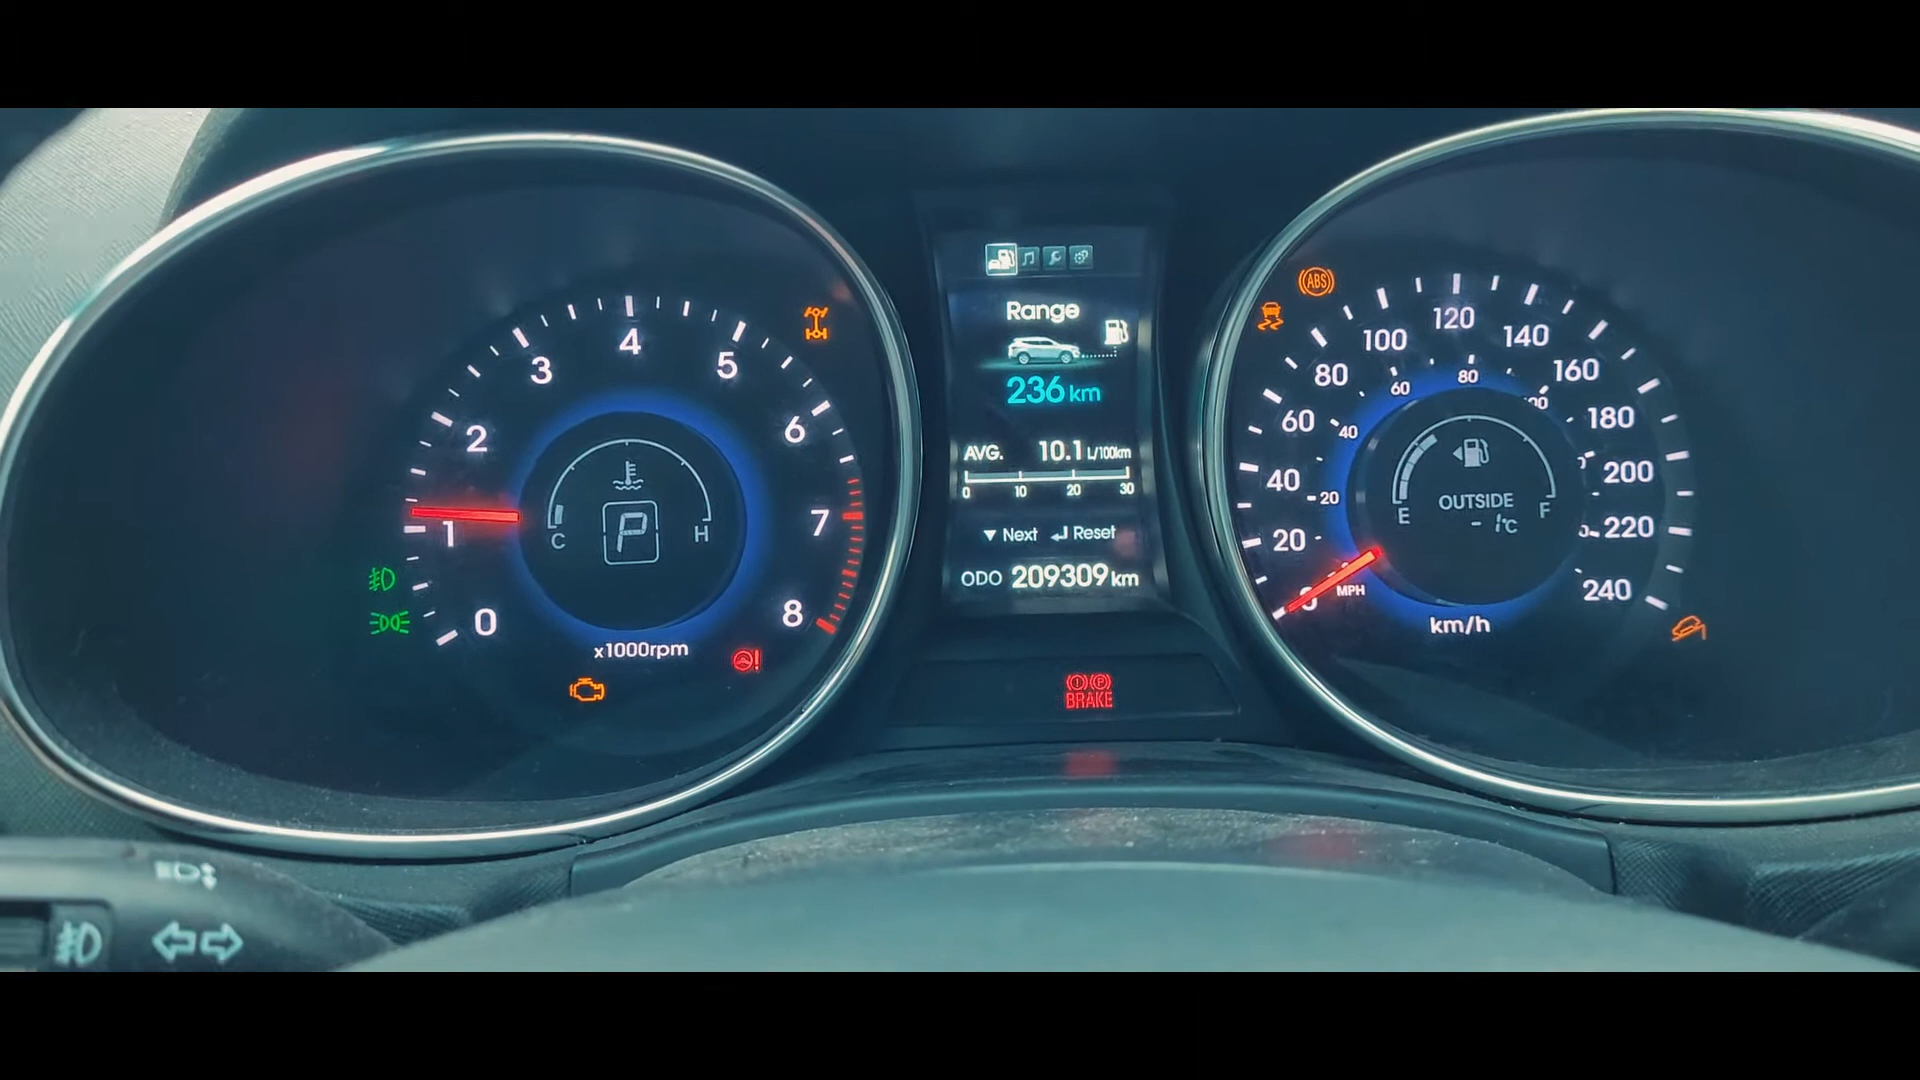 0
1
2
3
4
5
6
7
8
x1000rpm
C
H
P
Range
236 km
AVG. 10.1 L/100km
0 10 20 30
▼ Next ↵ Reset
ODO 209309 km
BRAKE
ABS
0
20
40
60
80
100
120
140
160
180
200
220
240
20
40
60
80
MPH
km/h
E
F
OUTSIDE
-1°C